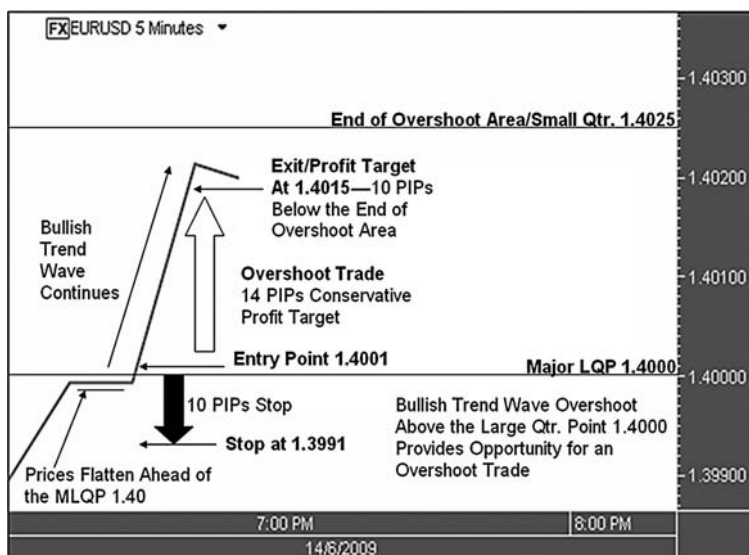 FX EURUSD 5 Minutes
1.40300
End of Overshoot Area/Small Qtr. 1.4025
Exit/Profit Target
At 1.4015—10 PIPs
Below the End of
Overshoot Area
1.40200
Bullish
Trend
Wave
Continues
Overshoot Trade
14 PIPs Conservative
Profit Target
1.40100
Entry Point 1.4001
Major LQP 1.4000
1.40000
10 PIPs Stop
Stop at 1.3991
Bullish Trend Wave Overshoot
Above the Large Qtr. Point 1.4000
Provides Opportunity for an
Overshoot Trade
Prices Flatten Ahead of
the MLQP 1.40
1.39900
7:00 PM
8:00 PM
14/6/2009